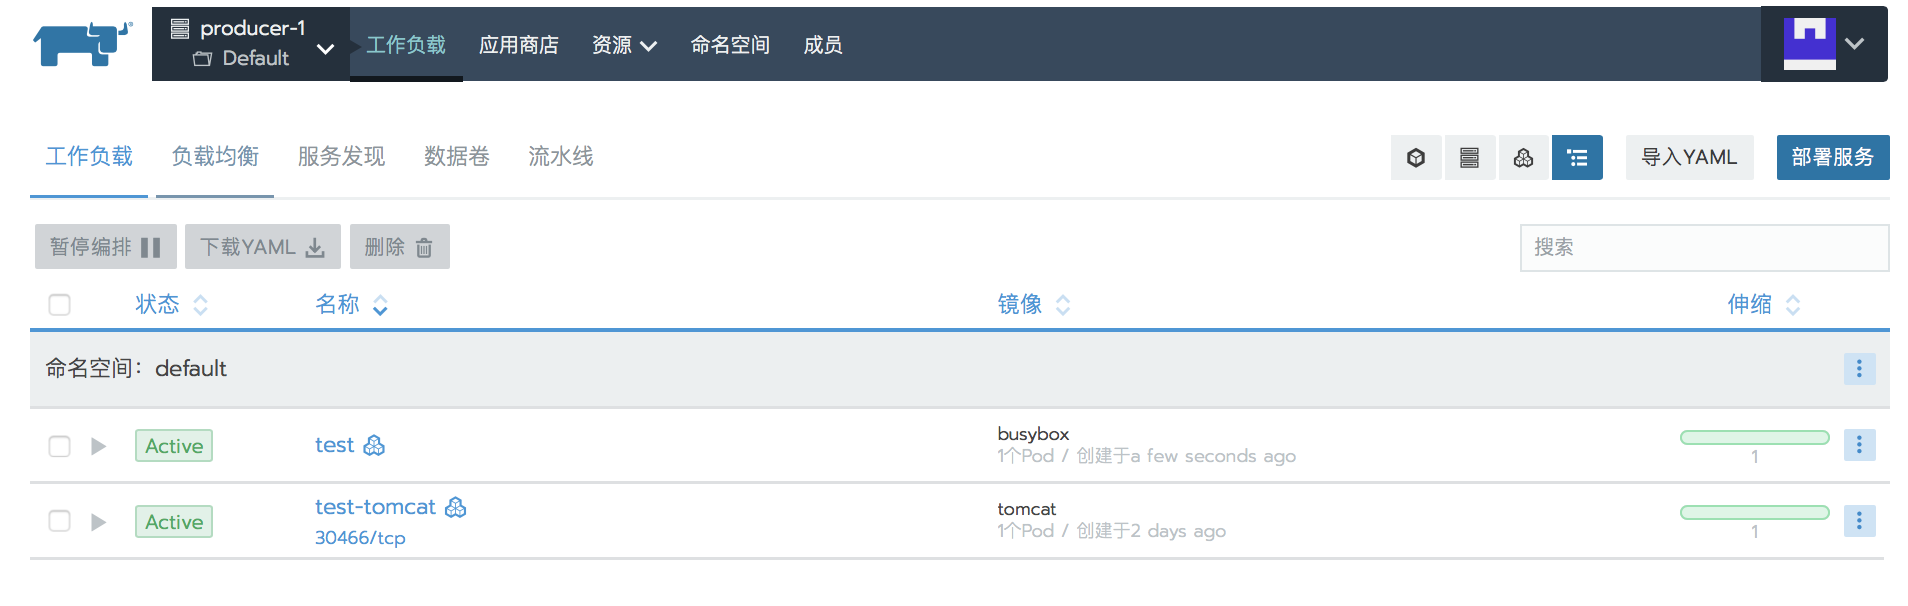 producer-1
Default
工作负载 应用商店 资源 命名空间 成员
工作负载 负载均衡 服务发现 数据卷 流水线
导入YAML 部署服务
暂停编排 下载YAML 删除
搜索
状态 名称 镜像 伸缩
命名空间：default
Active test busybox
1个Pod / 创建于a few seconds ago
1
Active test-tomcat tomcat
30466/tcp 1个Pod / 创建于2 days ago
1